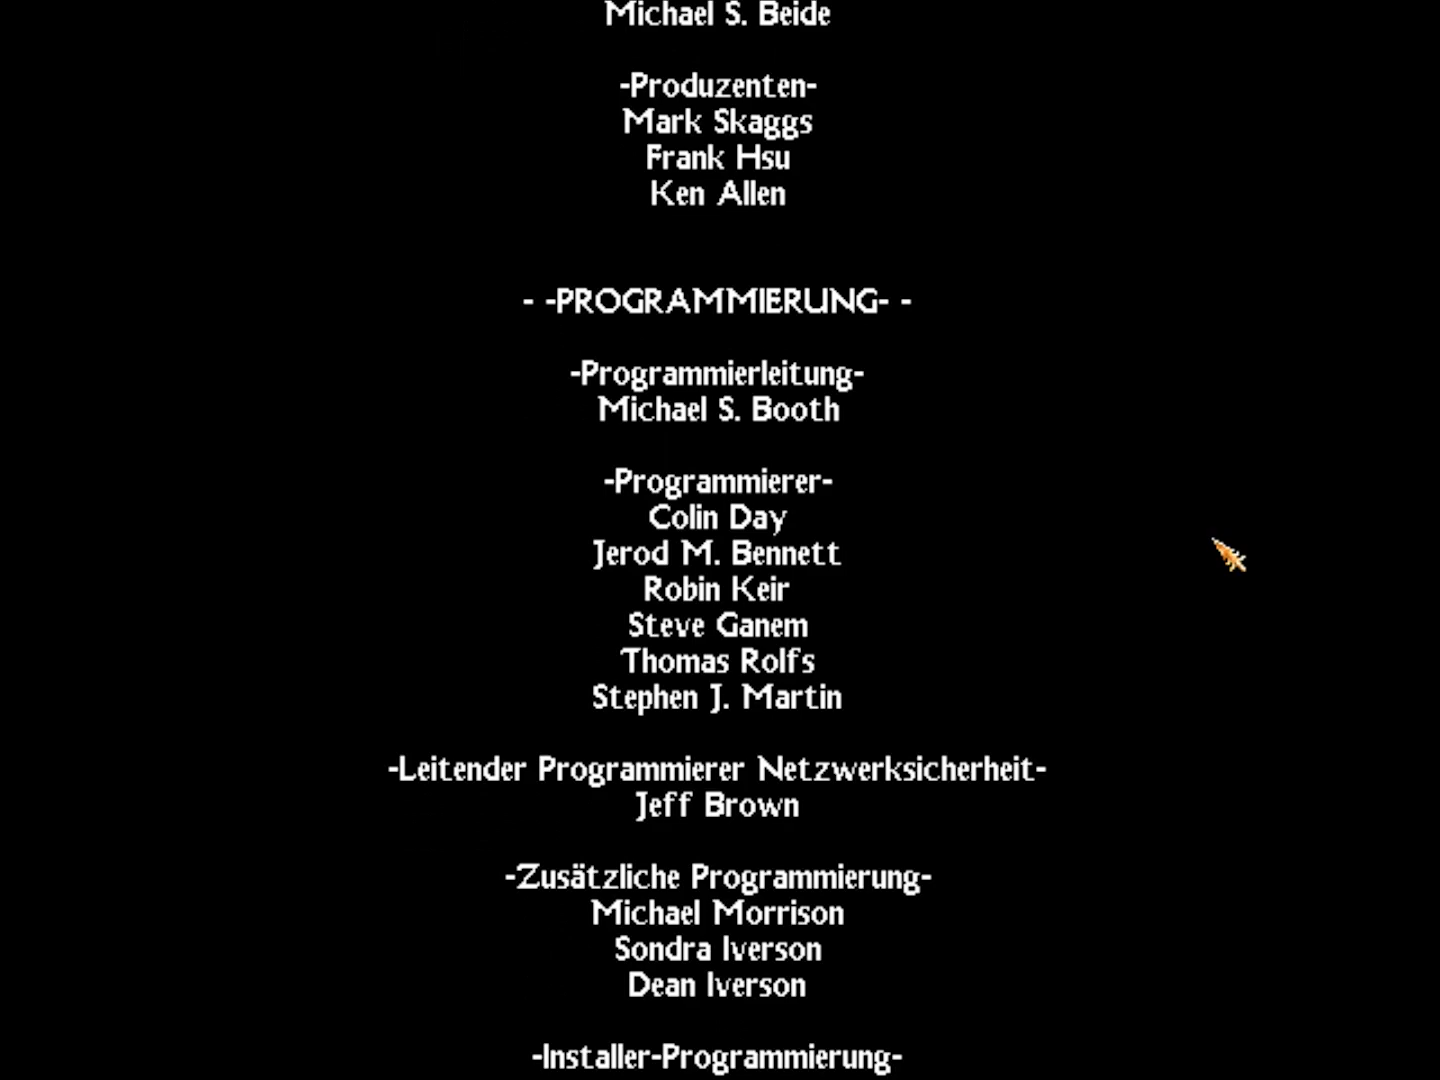 Michael S. Beide
-Produzenten-
Mark Skaggs
Frank Hsu
Ken Allen
- -PROGRAMMIERUNG- -
-Programmierleitung-
Michael S. Booth
-Programmierer-
Colin Day
Jerod M. Bennett
Robin Keir
Steve Ganem
Thomas Rolfs
Stephen J. Martin
-Leitender Programmierer Netzwerksicherheit-
Jeff Brown
-Zusätzliche Programmierung-
Michael Morrison
Sondra Iverson
Dean Iverson
-Installer-Programmierung-